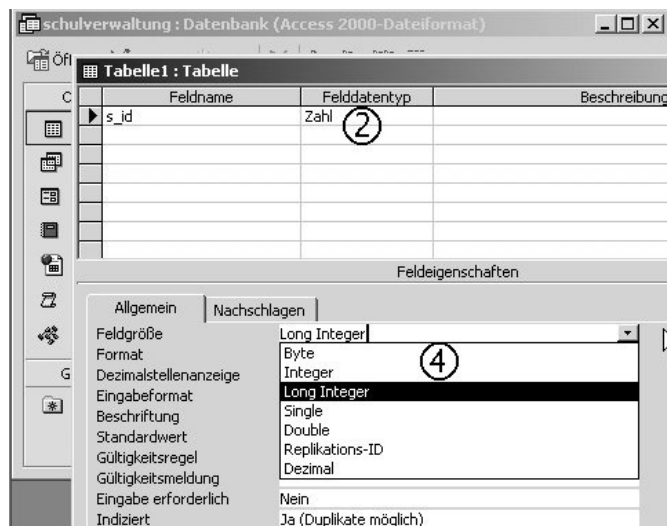 schulverwaltung : Datenbank (Access 2000-Dateiformat)
Tabelle1 : Tabelle
Feldname Felddatentyp Beschreibung
s_id Zahl
2
Feldeigenschaften
Allgemein Nachschlagen
Feldgröße Long Integer
Format Byte
4
Dezimalstellenanzeige Integer
Eingabeformat Long Integer
Beschriftung Single
Standardwert Double
Gültigkeitsregel Replikations-ID
Gültigkeitsmeldung Dezimal
Eingabe erforderlich Nein
Indiziert Ja (Duplikate möglich)